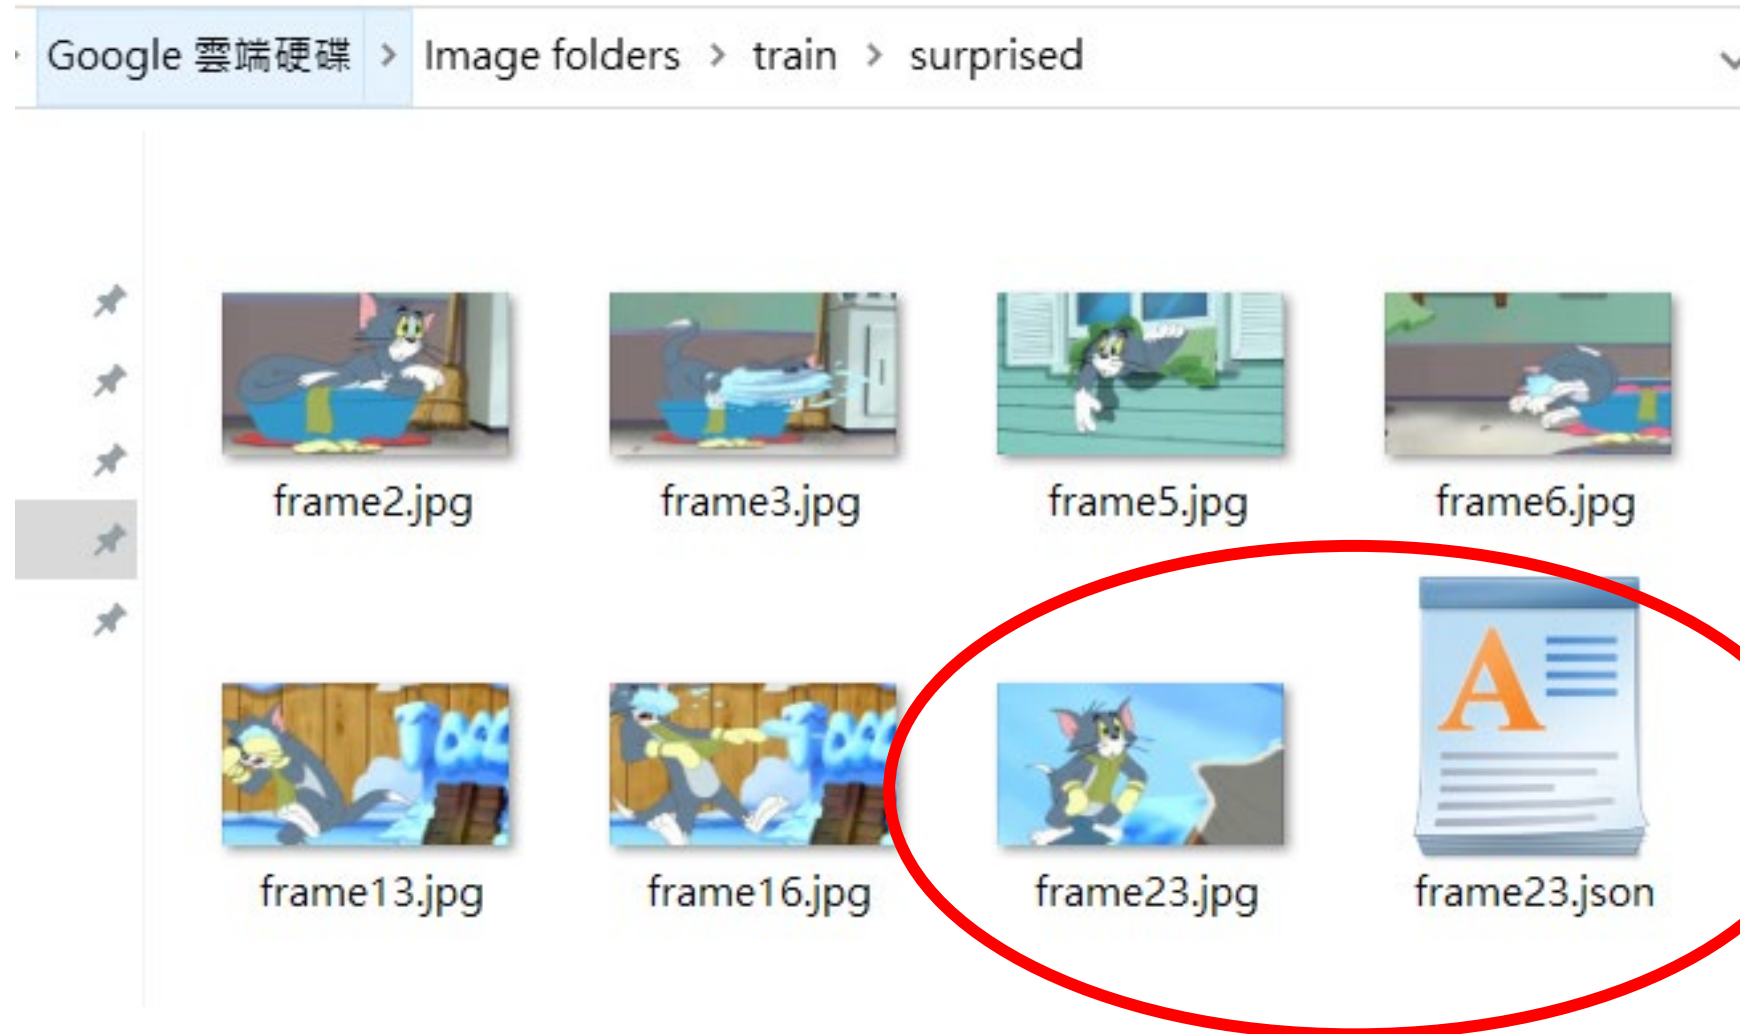 Google 雲端硬碟 > Image folders > train > surprised
frame2.jpg
frame3.jpg
frame5.jpg
frame6.jpg
frame13.jpg
frame16.jpg
frame23.jpg
A
frame23.json